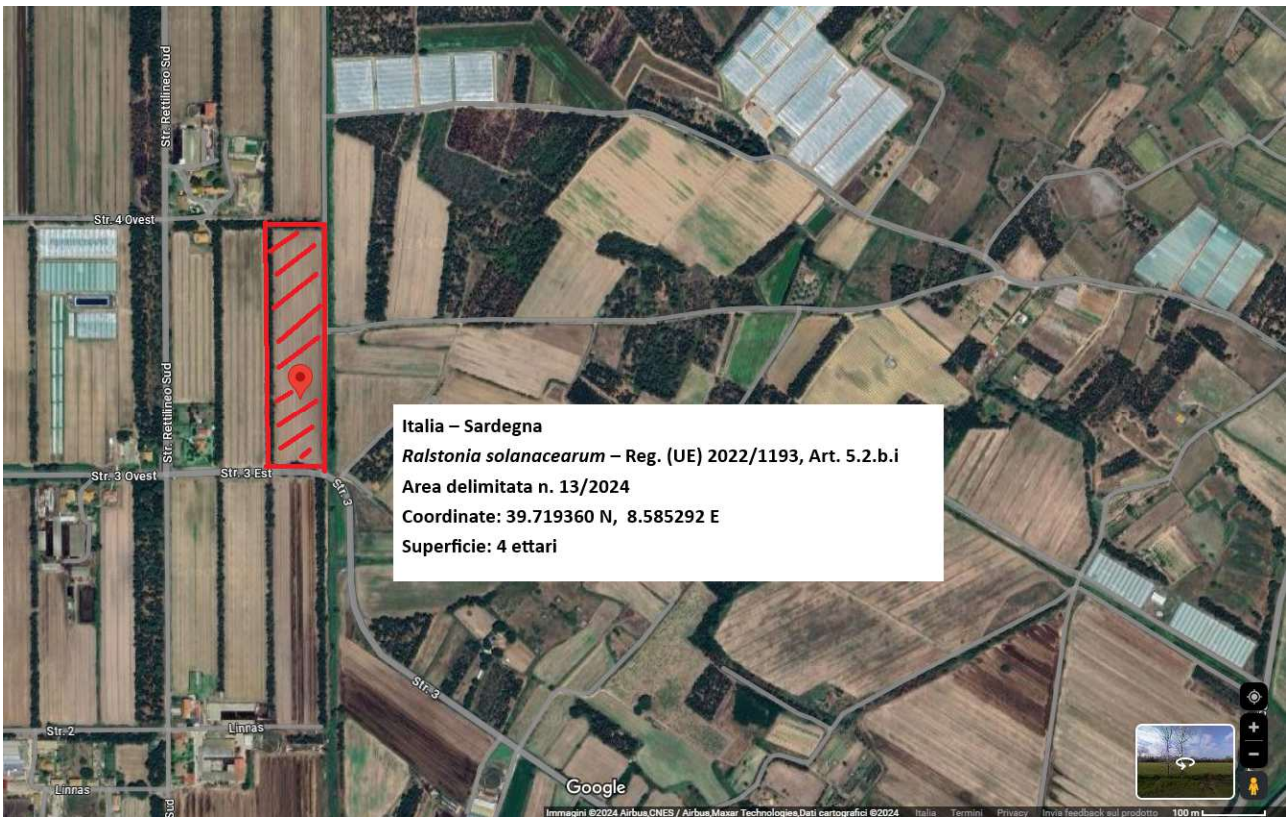 Str. Rettilineo Sud
Str. 4 Ovest
Str. Rettilineo Sud
Italia – Sardegna
Ralstonia solanacearum – Reg. (UE) 2022/1193, Art. 5.2.b.i
Area delimitata n. 13/2024
Coordinate: 39.719360 N, 8.585292 E
Superficie: 4 ettari
Str. 3 Ovest
Str. 3 Est
Str. 3
Str. 3
Str. 2
Linnas
Linnas
Sud
Google
Immagini ©2024 Airbus,CNES / Airbus,Maxar Technologies,Dati cartografici ©2024 Italia Termini Privacy Invia feedback sul prodotto 100 m